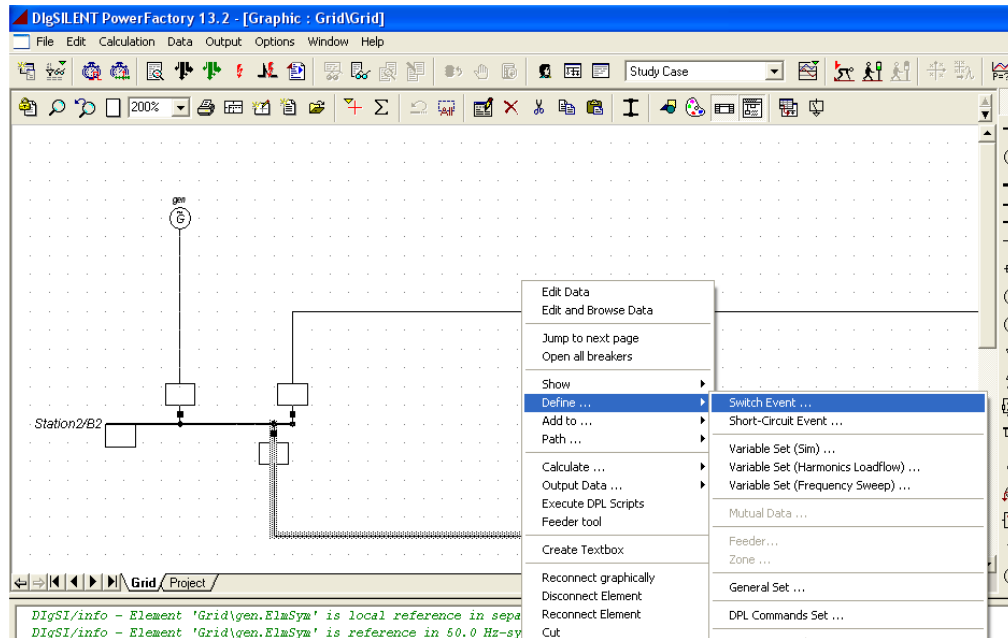 DIgSILENT PowerFactory 13.2 - [Graphic : Grid\Grid]
File Edit Calculation Data Output Options Window Help
Study Case
200%
gen
G
Edit Data
Edit and Browse Data
Jump to next page
Open all breakers
Show
Define ...
Switch Event ...
Station2/B2
Add to ...
Short-Circuit Event ...
Path ...
Variable Set (Sim) ...
Calculate ...
Variable Set (Harmonics Loadflow) ...
Output Data ...
Variable Set (Frequency Sweep) ...
Execute DPL Scripts
Mutual Data ...
Feeder tool
Feeder...
Create Textbox
Zone ...
Grid Project
Reconnect graphically
General Set ...
Disconnect Element
DIgSI/info - Element 'Grid\gen.ElmSym' is local reference in sepa
Reconnect Element
DPL Commands Set ...
DIgSI/info - Element 'Grid\gen.ElmSym' is reference in 50.0 Hz-sy
Cut